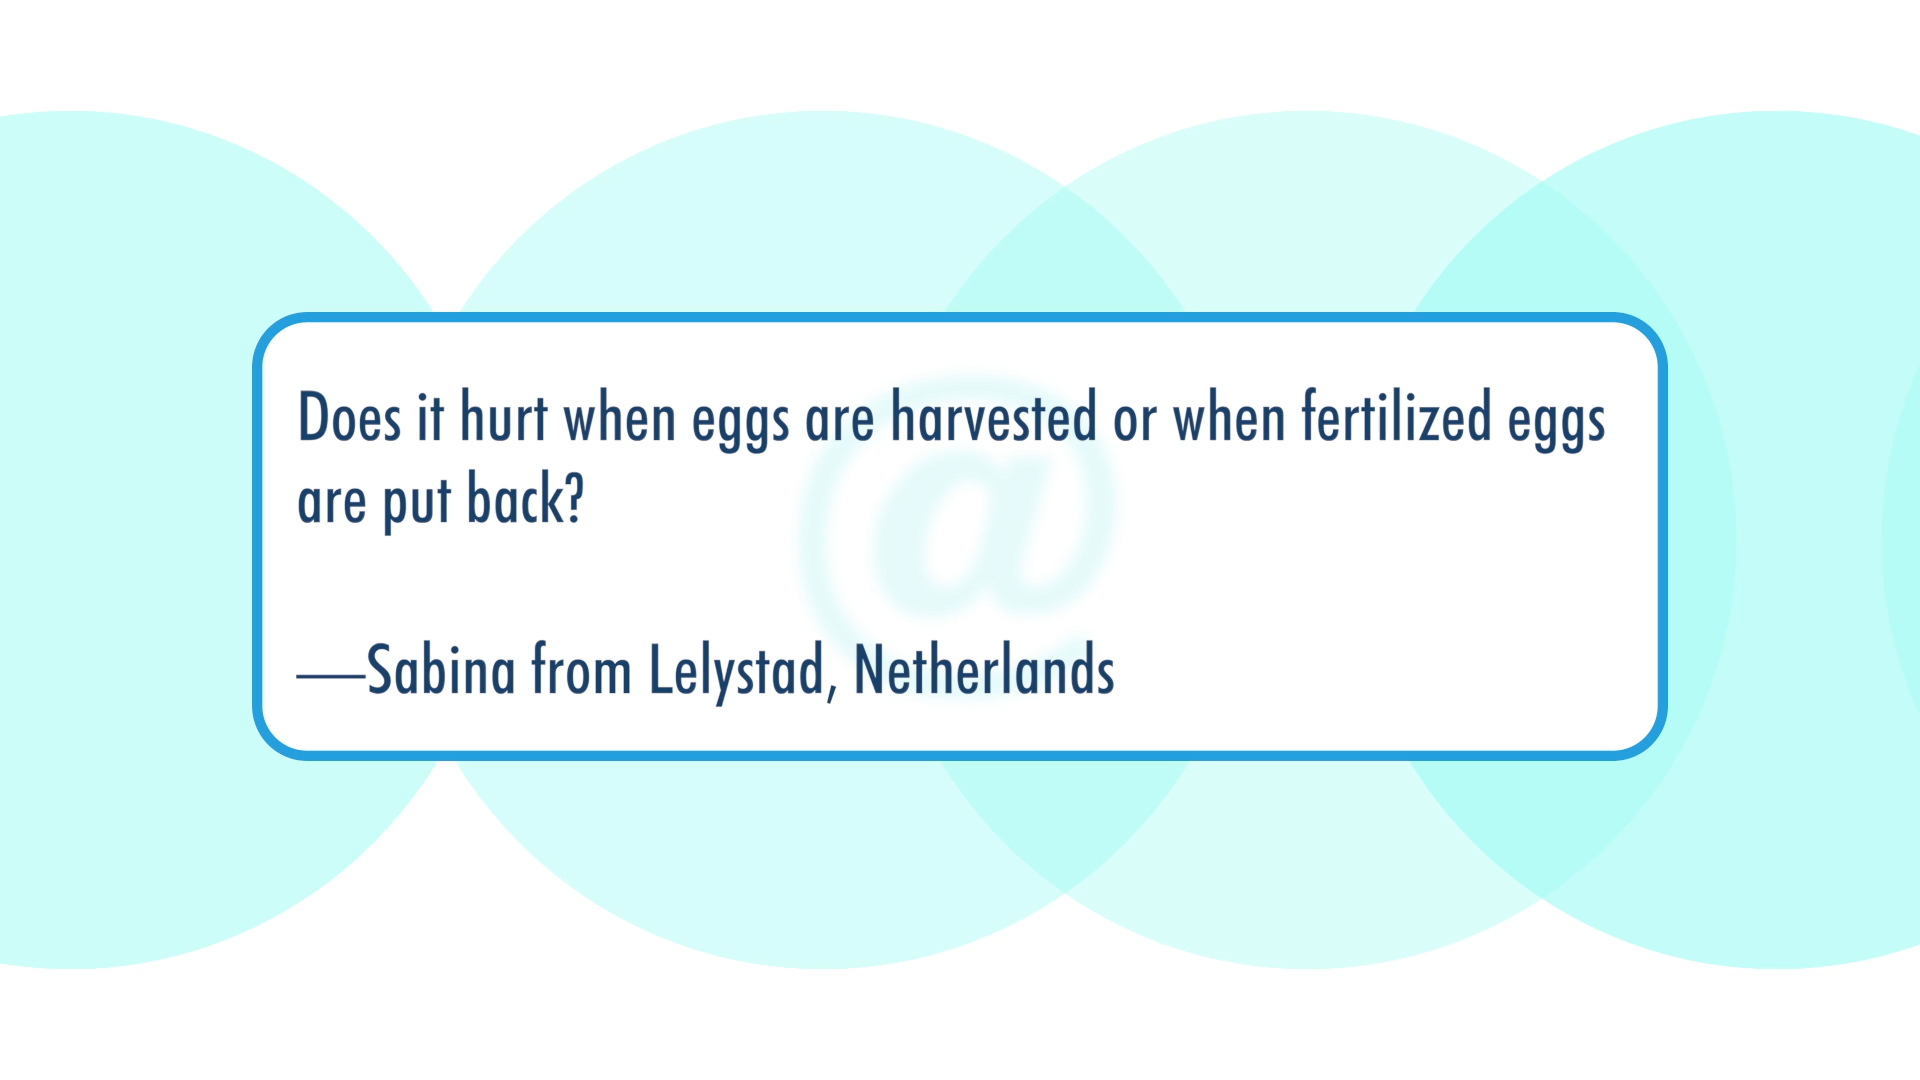 Does it hurt when eggs are harvested or when fertilized eggs
are put back?
@
—Sabina from Lelystad, Netherlands